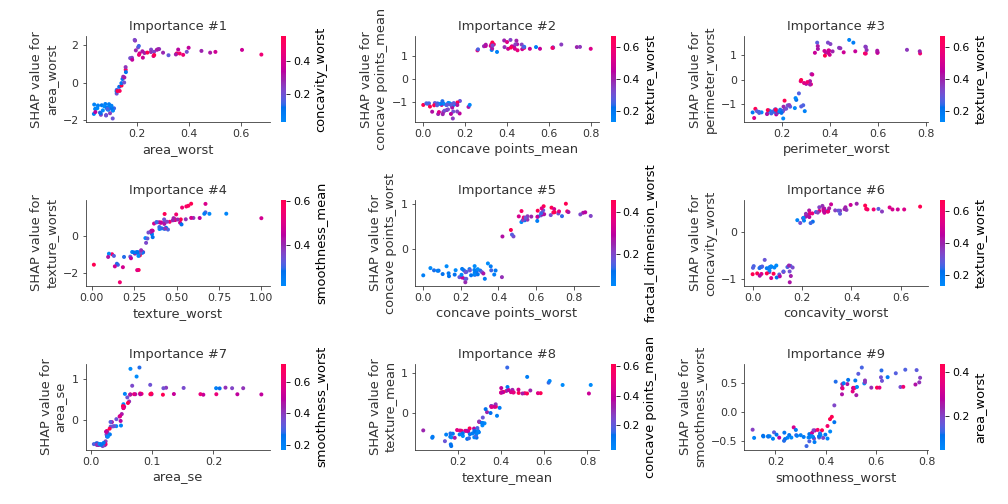 Importance #1
SHAP value for
area_worst
2
0
−2
0.2
0.4
0.6
area_worst
0.4
0.2
concavity_worst
Importance #2
SHAP value for
concave points_mean
1
0
−1
0.0
0.2
0.4
0.6
0.8
concave points_mean
0.6
0.4
0.2
texture_worst
Importance #3
SHAP value for
perimeter_worst
1
0
−1
0.0
0.2
0.4
0.6
0.8
perimeter_worst
0.6
0.4
0.2
texture_worst
Importance #4
SHAP value for
texture_worst
0
−2
0.00
0.25
0.50
0.75
1.00
texture_worst
0.6
0.4
smoothness_mean
Importance #5
SHAP value for
concave points_worst
1
0
0.0
0.2
0.4
0.6
0.8
concave points_worst
0.4
0.2
fractal_dimension_worst
Importance #6
SHAP value for
concavity_worst
0
−1
0.0
0.2
0.4
0.6
concavity_worst
0.6
0.4
0.2
texture_worst
Importance #7
SHAP value for
area_se
1
0
0.0
0.1
0.2
area_se
0.6
0.4
0.2
smoothness_worst
Importance #8
SHAP value for
texture_mean
1
0
0.2
0.4
0.6
0.8
texture_mean
0.6
0.4
0.2
concave points_mean
Importance #9
SHAP value for
smoothness_worst
0.5
0.0
−0.5
0.2
0.4
0.6
0.8
smoothness_worst
0.4
0.2
area_worst